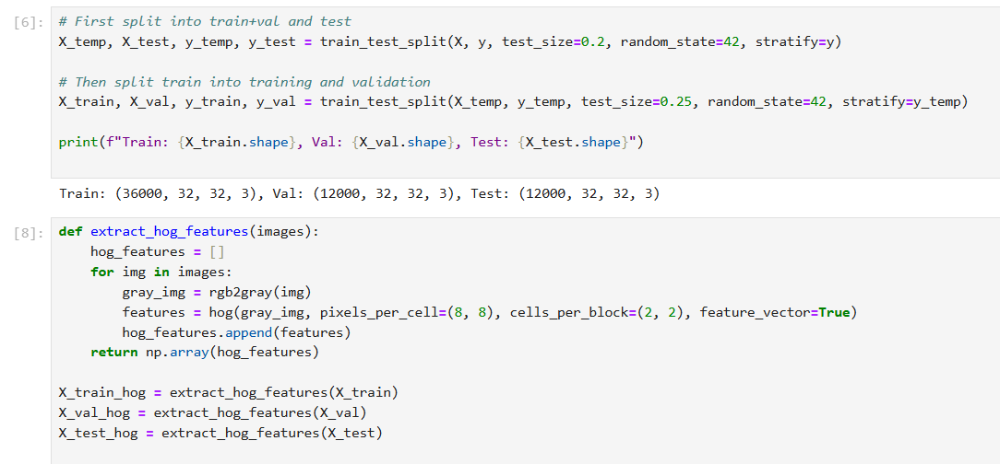 [6]: # First split into train+val and test
X_temp, X_test, y_temp, y_test = train_test_split(X, y, test_size=0.2, random_state=42, stratify=y)
# Then split train into training and validation
X_train, X_val, y_train, y_val = train_test_split(X_temp, y_temp, test_size=0.25, random_state=42, stratify=y_temp)
print(f"Train: {X_train.shape}, Val: {X_val.shape}, Test: {X_test.shape}")
Train: (36000, 32, 32, 3), Val: (12000, 32, 32, 3), Test: (12000, 32, 32, 3)
[8]: def extract_hog_features(images):
    hog_features = []
    for img in images:
        gray_img = rgb2gray(img)
        features = hog(gray_img, pixels_per_cell=(8, 8), cells_per_block=(2, 2), feature_vector=True)
        hog_features.append(features)
    return np.array(hog_features)
X_train_hog = extract_hog_features(X_train)
X_val_hog = extract_hog_features(X_val)
X_test_hog = extract_hog_features(X_test)